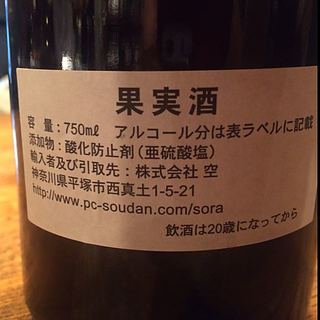 果実酒
容　量：750㎖　アルコール分は表ラベルに記載
添加物：酸化防止剤（亜硫酸塩）
輸入者及び引取先：株式会社 空
神奈川県平塚市西真土1-5-21
http://www.pc-soudan.com/sora
飲酒は20歳になってから